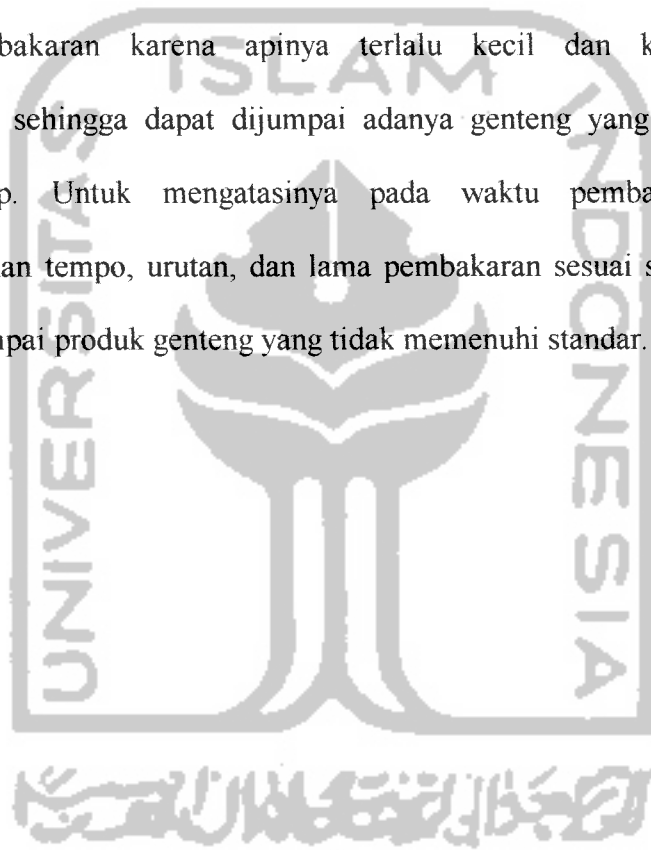 bakaran karena apinya terlalu kecil dan k
sehingga dapat dijumpai adanya genteng yang
p. Untuk mengatasinya pada waktu pemba
an tempo, urutan, dan lama pembakaran sesuai s
pai produk genteng yang tidak memenuhi standar.
UNIVERSITAS
ISLAM
INDONESIA